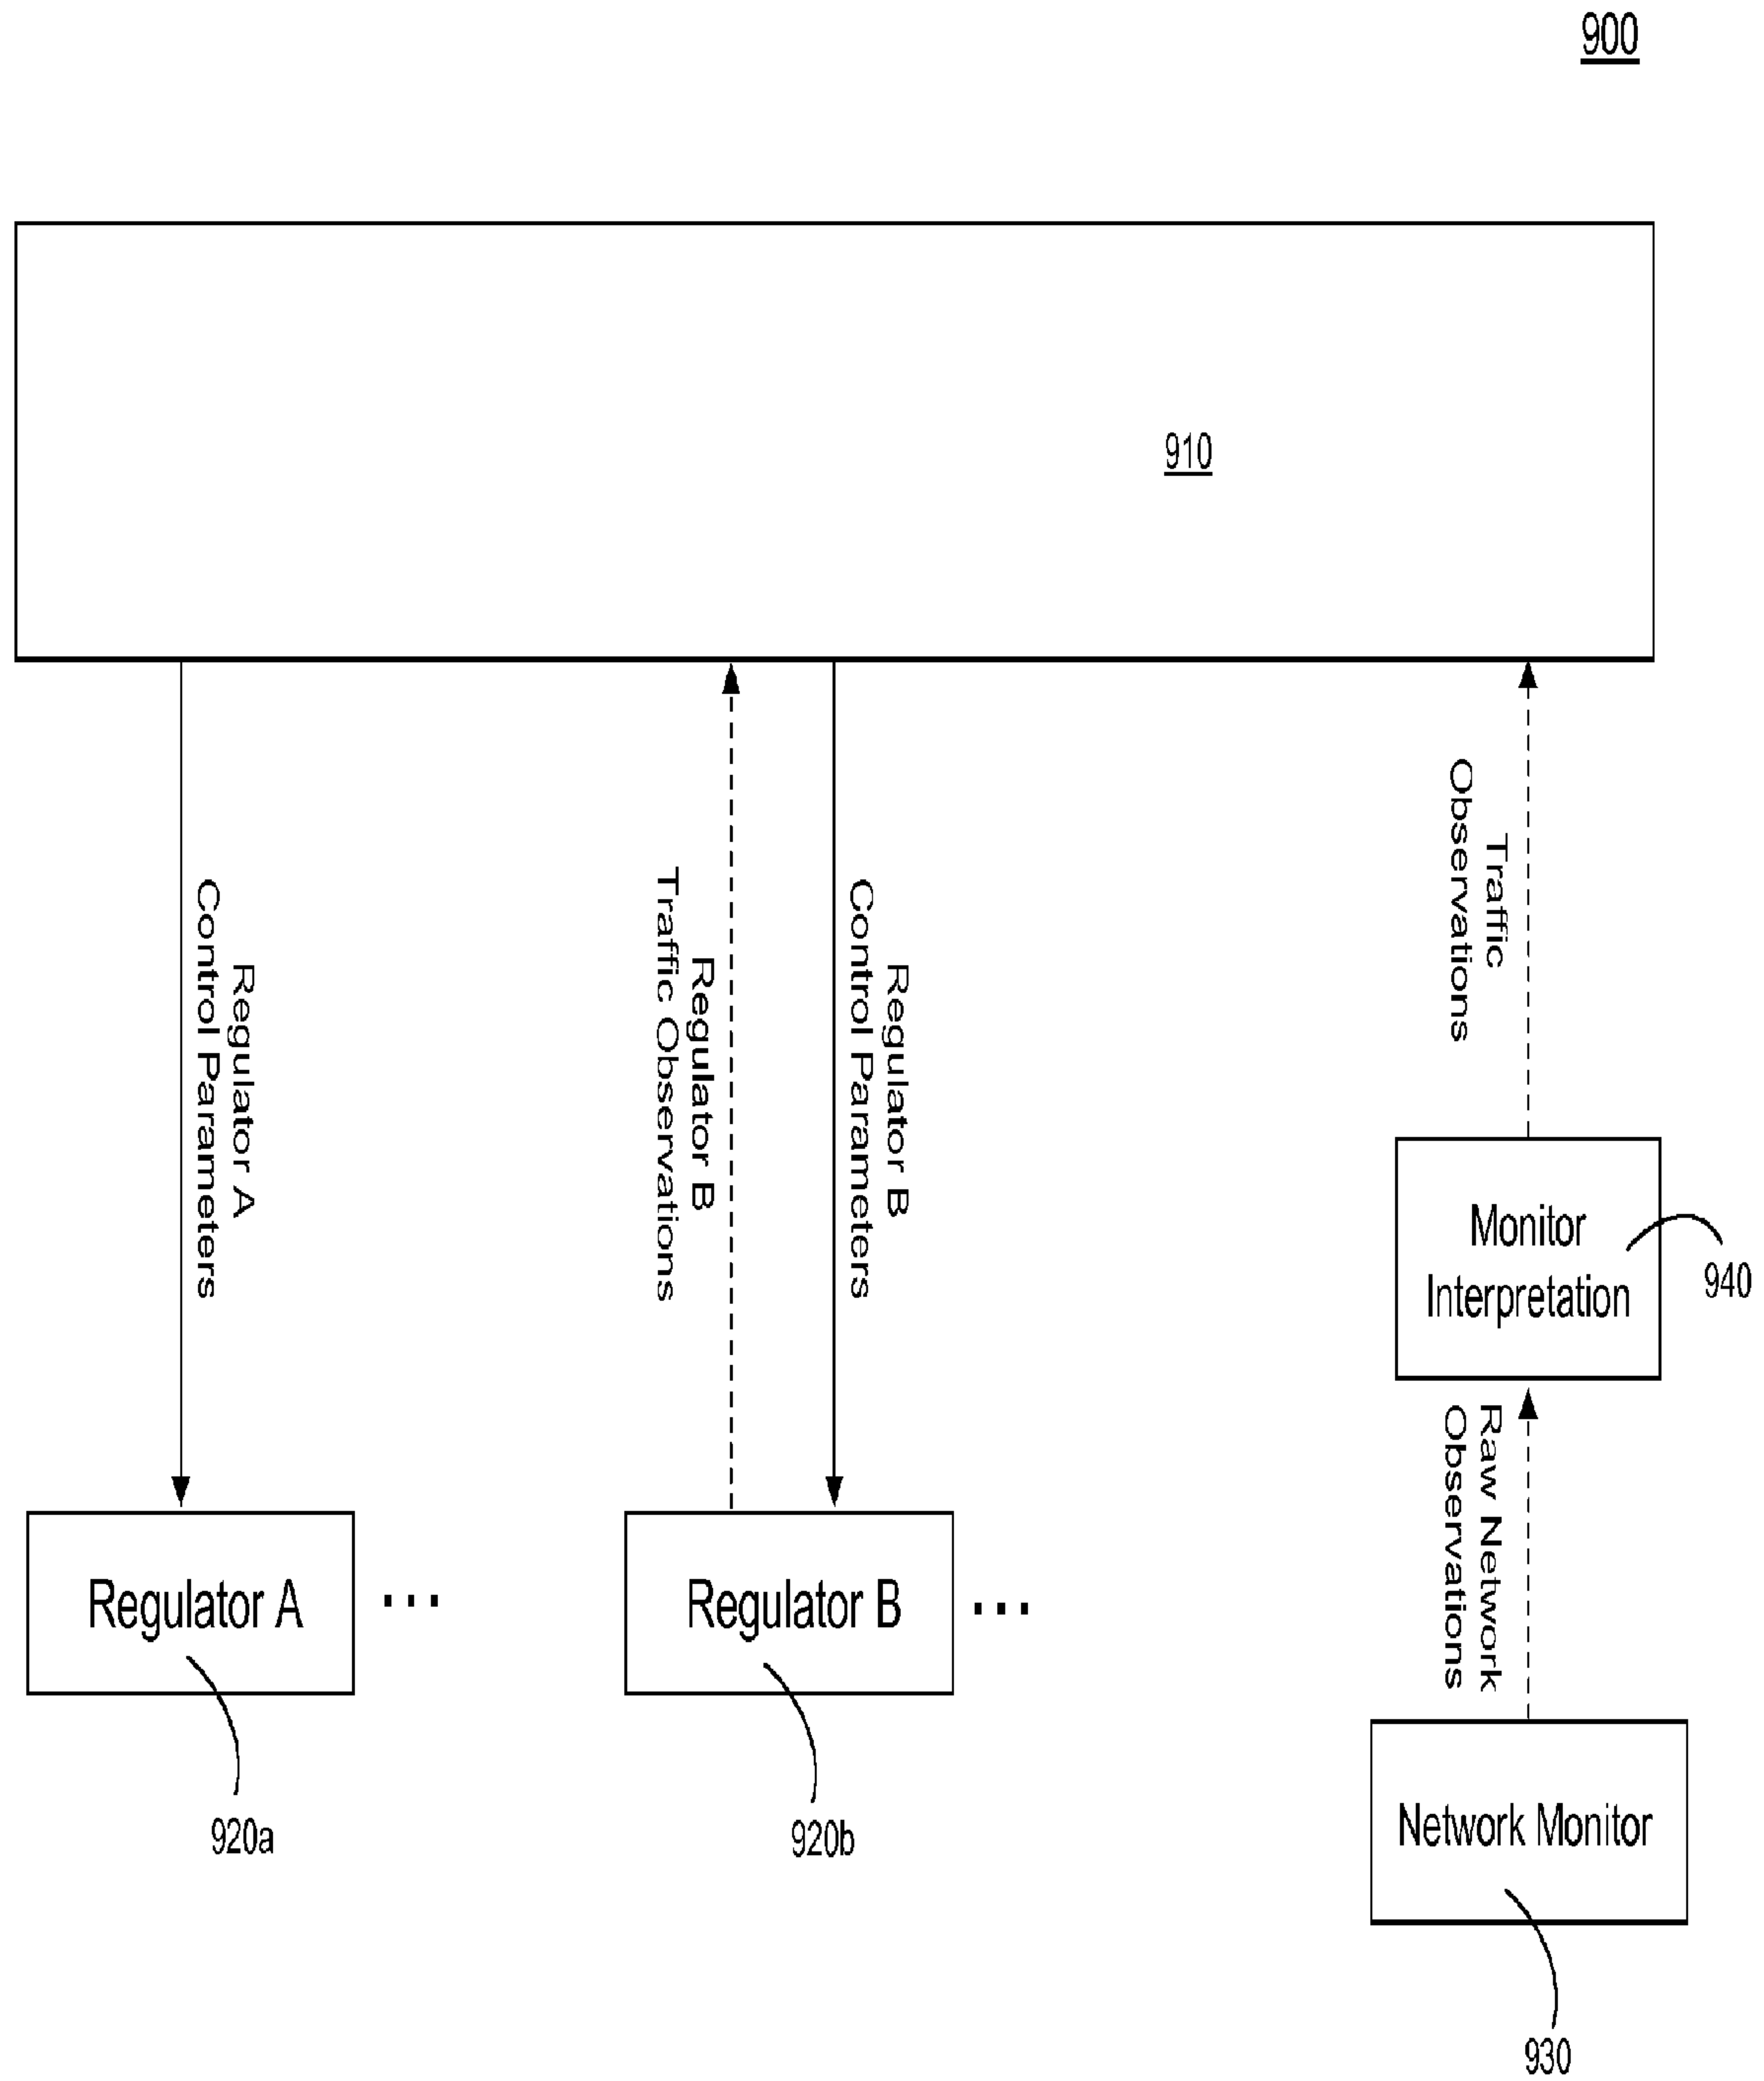 900
910
Regulator A
Control Parameters
Regulator B
Traffic Observations
Regulator B
Control Parameters
Traffic
Observations
Monitor
Interpretation
940
Raw Network
Observations
Regulator A
...
Regulator B
...
Network Monitor
920a
920b
930